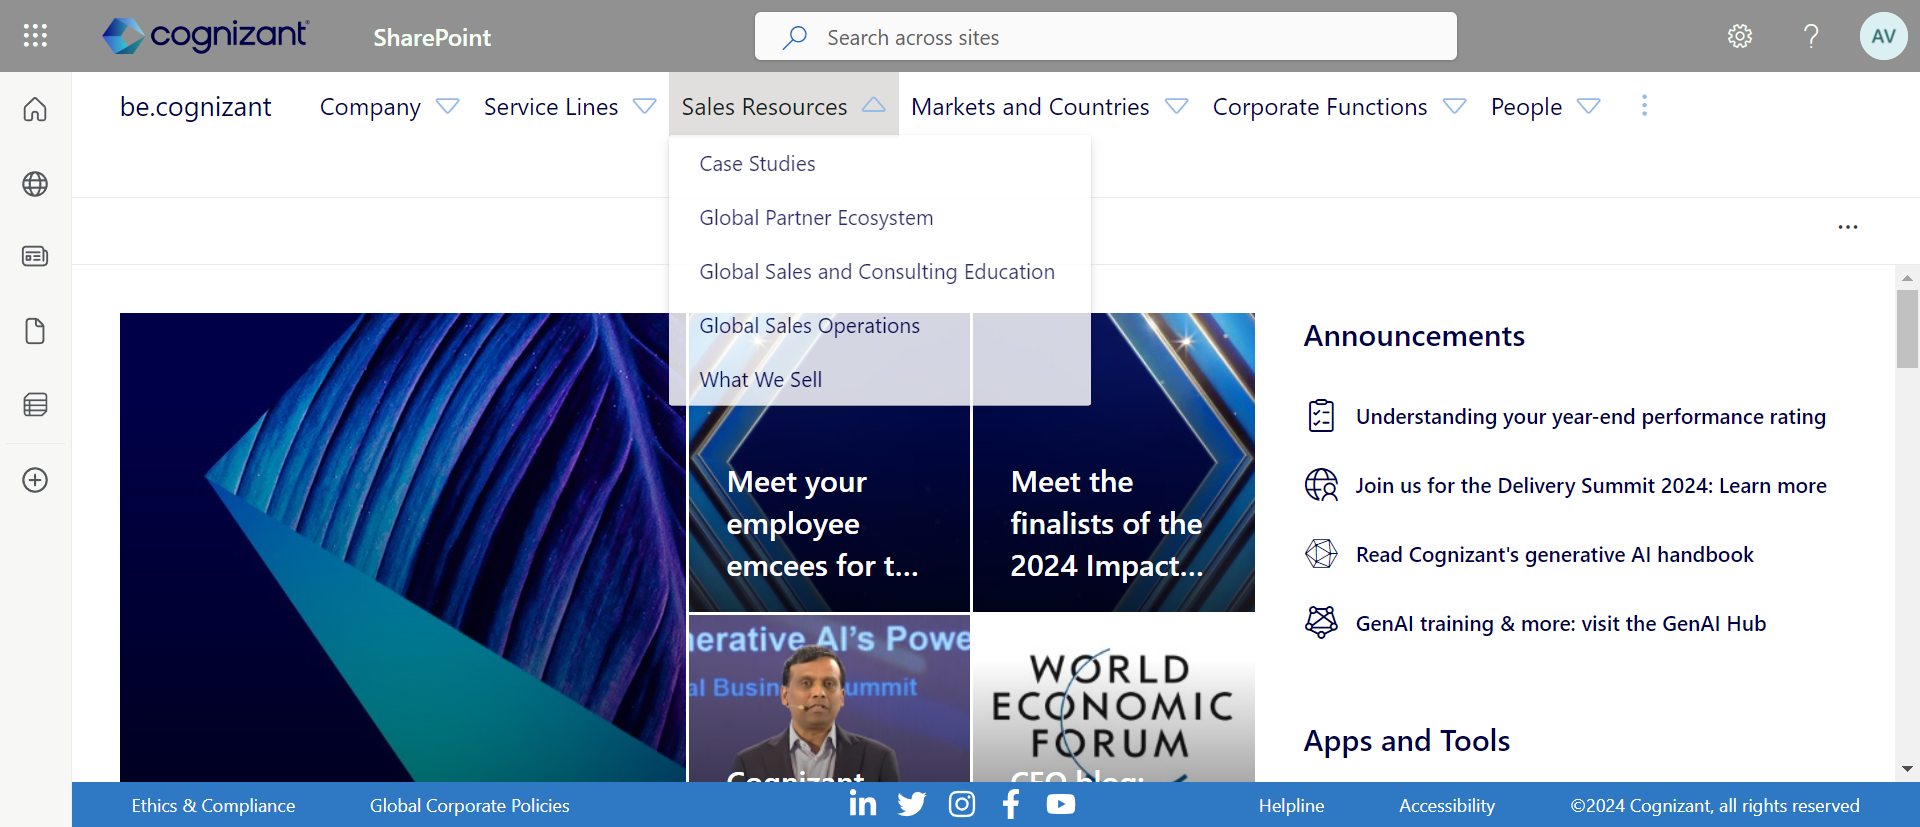 cognizant
SharePoint
Search across sites
AV
be.cognizant
Company
Service Lines
Sales Resources
Markets and Countries
Corporate Functions
People
Case Studies
Global Partner Ecosystem
Global Sales and Consulting Education
Global Sales Operations
What We Sell
Meet your
employee
emcees for t...
Meet the
finalists of the
2024 Impact...
nerative AI's Powe
al Busin
ummit
Cognizant
WORLD
ECONOMIC
FORUM
CEO blog:
Announcements
Understanding your year-end performance rating
Join us for the Delivery Summit 2024: Learn more
Read Cognizant's generative AI handbook
GenAI training & more: visit the GenAI Hub
Apps and Tools
Ethics & Compliance
Global Corporate Policies
Helpline
Accessibility
©2024 Cognizant, all rights reserved